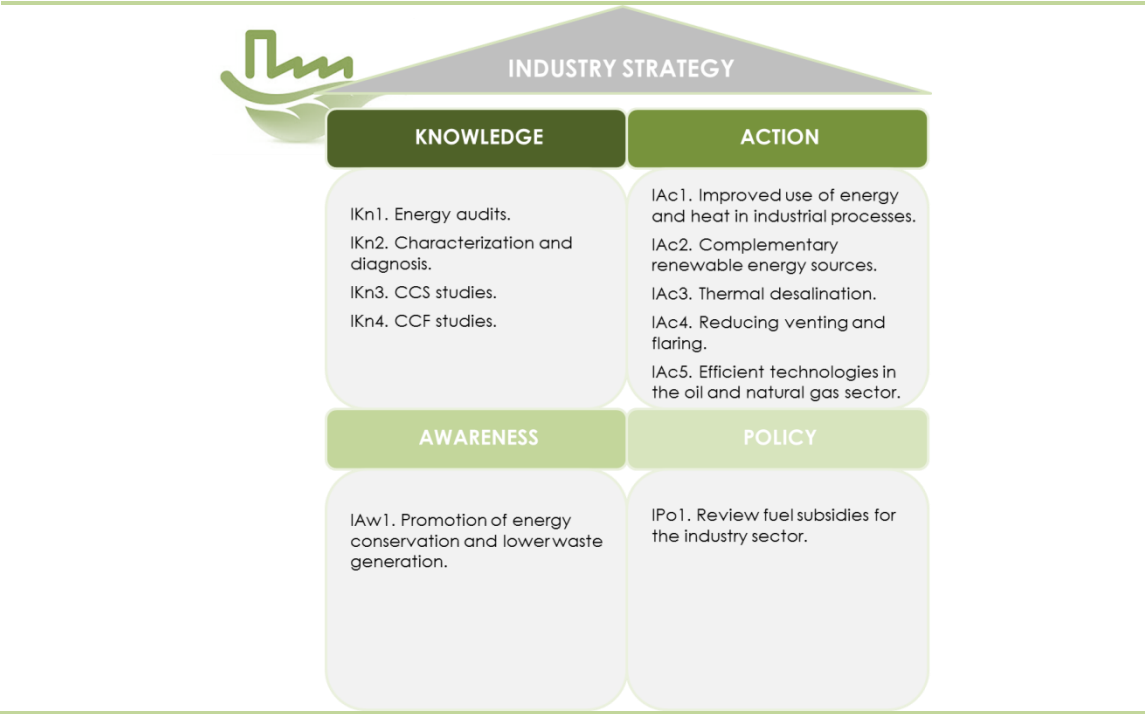 INDUSTRY STRATEGY
KNOWLEDGE
IKn1. Energy audits.
IKn2. Characterization and
diagnosis.
IKn3. CCS studies.
IKn4. CCF studies.
ACTION
IAc1. Improved use of energy
and heat in industrial processes.
IAc2. Complementary
renewable energy sources.
IAc3. Thermal desalination.
IAc4. Reducing venting and
flaring.
IAc5. Efficient technologies in
the oil and natural gas sector.
AWARENESS
IAw1. Promotion of energy
conservation and lower waste
generation.
POLICY
IPo1. Review fuel subsidies for
the industry sector.